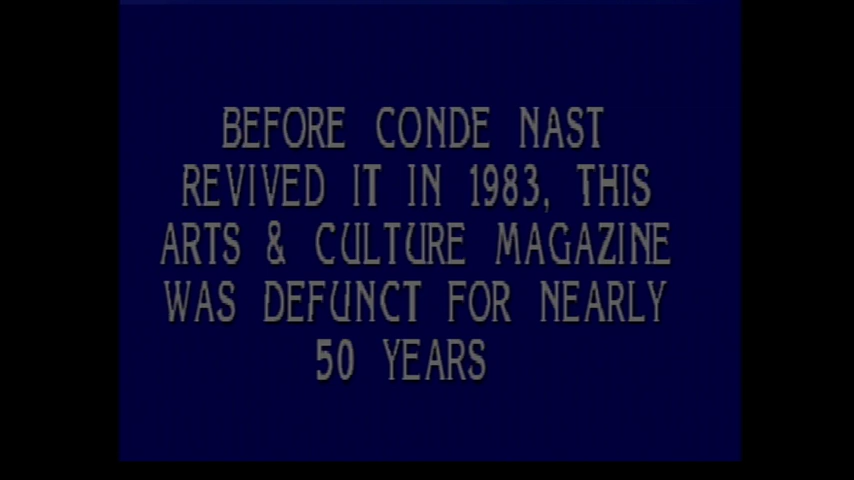 BEFORE CONDE NAST
REVIVED IT IN 1983, THIS
ARTS & CULTURE MAGAZINE
WAS DEFUNCT FOR NEARLY
50 YEARS